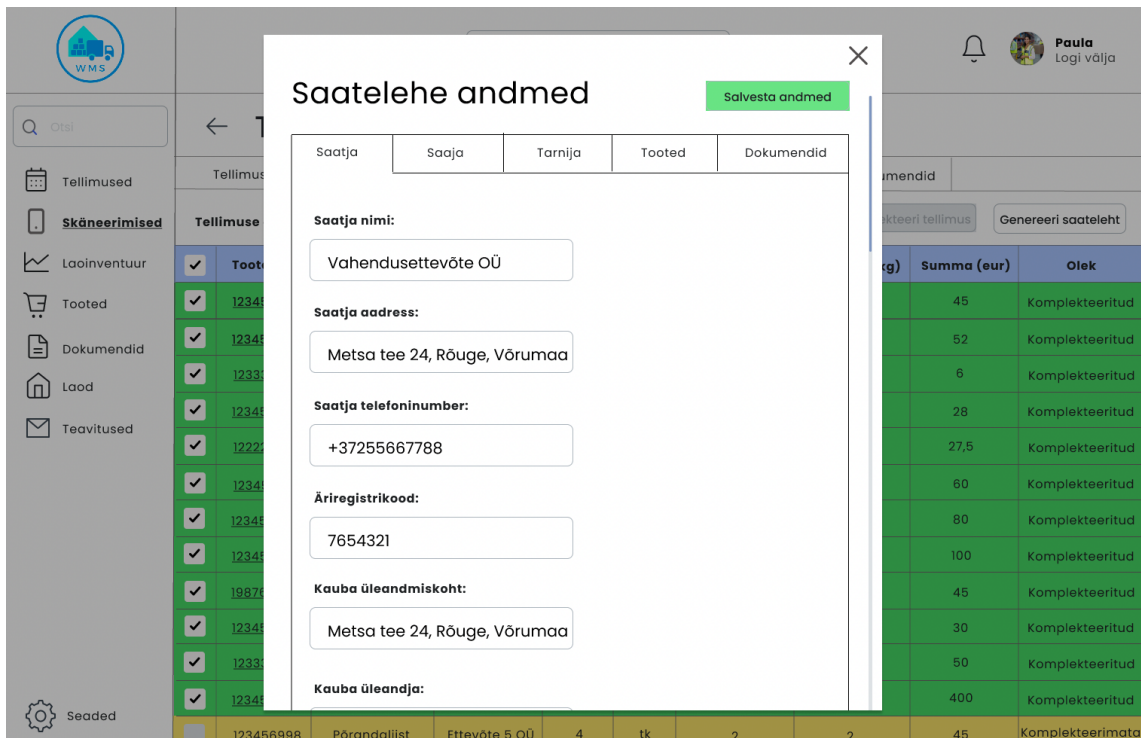 WMS
Paula
Logi välja
Otsi
Tellimused
Skäneerimised
Laoinventuur
Tooted
Dokumendid
Laod
Teavitused
Seaded
Saatelehe andmed
Salvesta andmed
Saatja
Saaja
Tarnija
Tooted
Dokumendid
Saatja nimi:
Vahendusettevõte OÜ
Saatja aadress:
Metsa tee 24, Rõuge, Võrumaa
Saatja telefoninumber:
+37255667788
Äriregistrikood:
7654321
Kauba üleandmiskoht:
Metsa tee 24, Rõuge, Võrumaa
Kauba üleandja:
Tellimuse
tellimus
Genereeri saateleht
kg) Summa (eur) Olek
45 Komplekteeritud
52 Komplekteeritud
6 Komplekteeritud
28 Komplekteeritud
27,5 Komplekteeritud
60 Komplekteeritud
80 Komplekteeritud
100 Komplekteeritud
45 Komplekteeritud
30 Komplekteeritud
50 Komplekteeritud
400 Komplekteeritud
123456998 Põrandaliist Ettevõte 5 OÜ 4 tk 2 2 45 Komplekteerimata